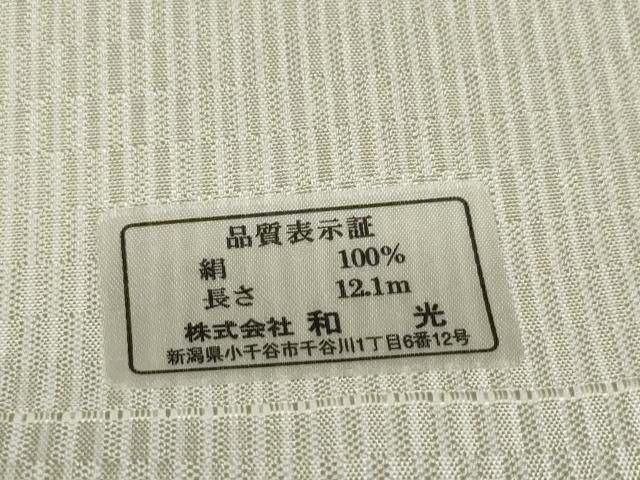 品質表示証
絹 100%
長さ 12.1m
株式会社 和光
新潟県小千谷市千谷川1丁目6番12号